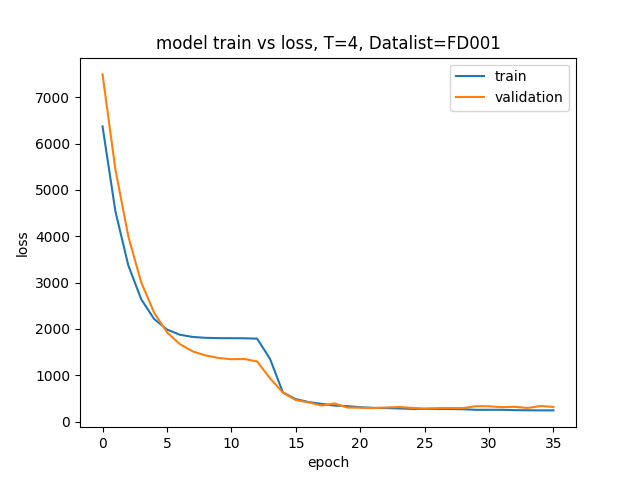 model train vs loss, T=4, Datalist=FD001
train
validation
7000
6000
5000
4000
3000
2000
1000
0
loss
0 5 10 15 20 25 30 35
epoch